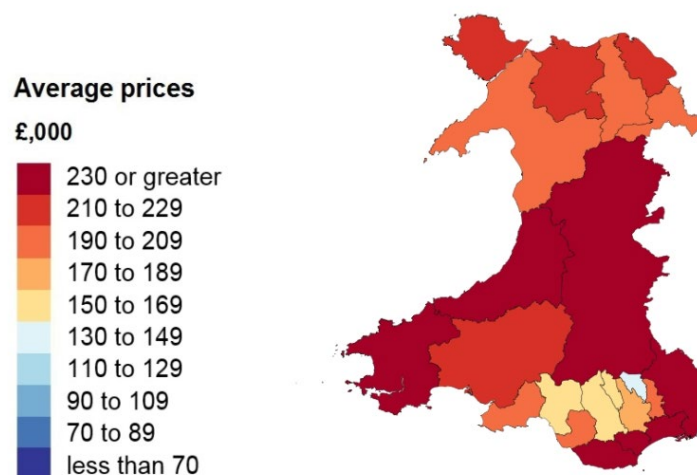 Average prices
£,000
230 or greater
210 to 229
190 to 209
170 to 189
150 to 169
130 to 149
110 to 129
90 to 109
70 to 89
less than 70